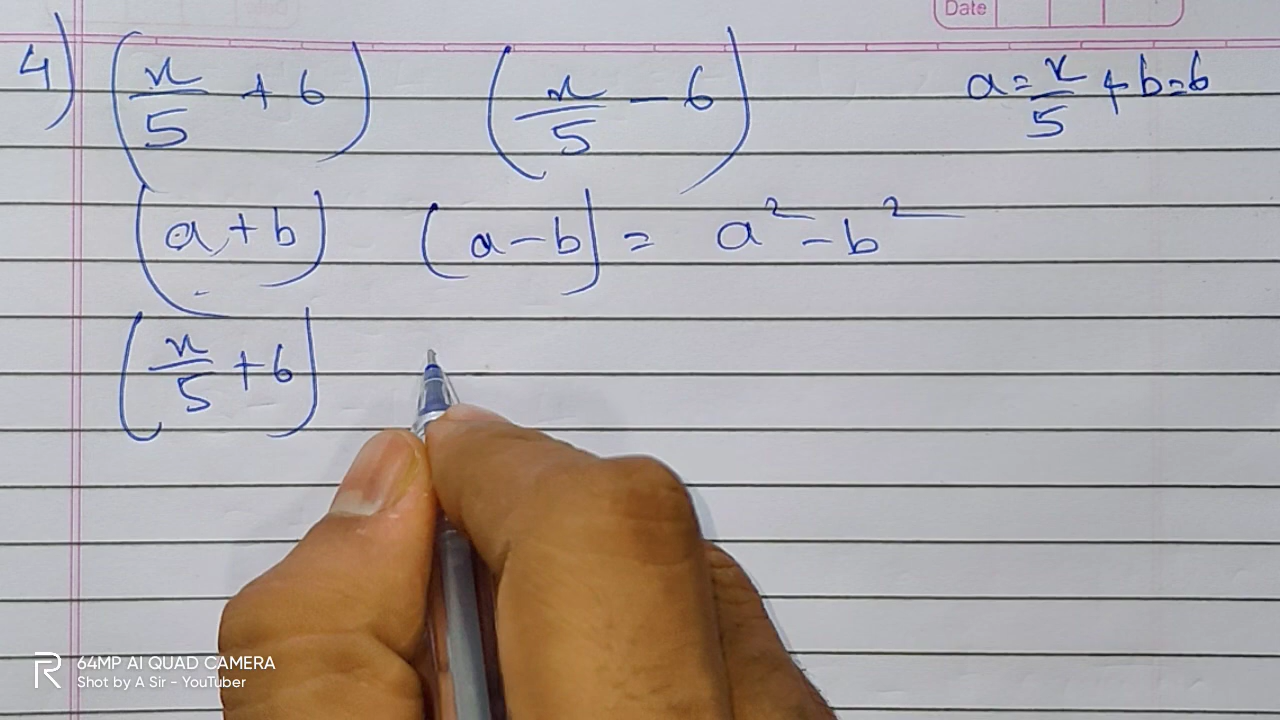 Date
4) (x/5 + 6) (x/5 - 6) a = x/5 + b = 6
(a + b) (a - b) = a² - b²
(x/5 + 6)
64MP AI QUAD CAMERA
Shot by A Sir - YouTuber